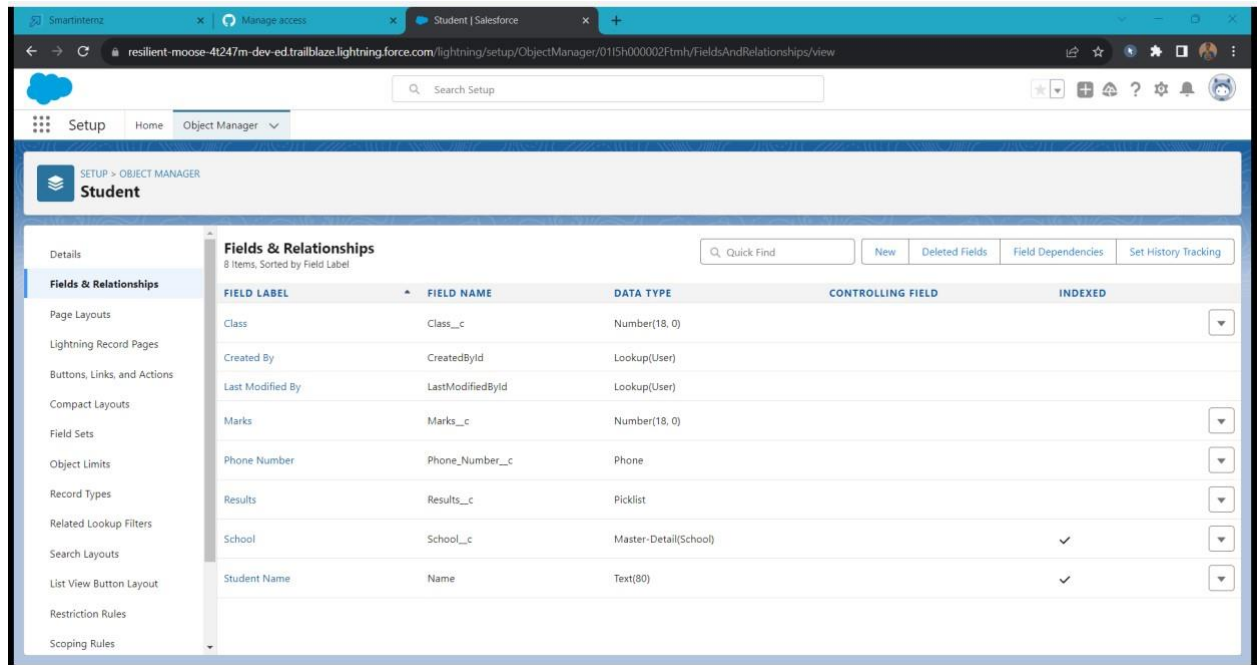 Smartinternz
Manage access
Student | Salesforce
resilient-moose-4t247m-dev-ed.trailblaze.lightning.force.com/lightning/setup/ObjectManager/01I5h000002Ftmh/FieldsAndRelationships/view
Search Setup
Setup Home Object Manager
SETUP > OBJECT MANAGER
Student
Details
Fields & Relationships
Page Layouts
Lightning Record Pages
Buttons, Links, and Actions
Compact Layouts
Field Sets
Object Limits
Record Types
Related Lookup Filters
Search Layouts
List View Button Layout
Restriction Rules
Scoping Rules
Fields & Relationships
8 Items, Sorted by Field Label
Quick Find
New Deleted Fields Field Dependencies Set History Tracking
FIELD LABEL FIELD NAME DATA TYPE CONTROLLING FIELD INDEXED
Class Class__c Number(18, 0)
Created By CreatedById Lookup(User)
Last Modified By LastModifiedById Lookup(User)
Marks Marks__c Number(18, 0)
Phone Number Phone_Number__c Phone
Results Results__c Picklist
School School__c Master-Detail(School)
Student Name Name Text(80)